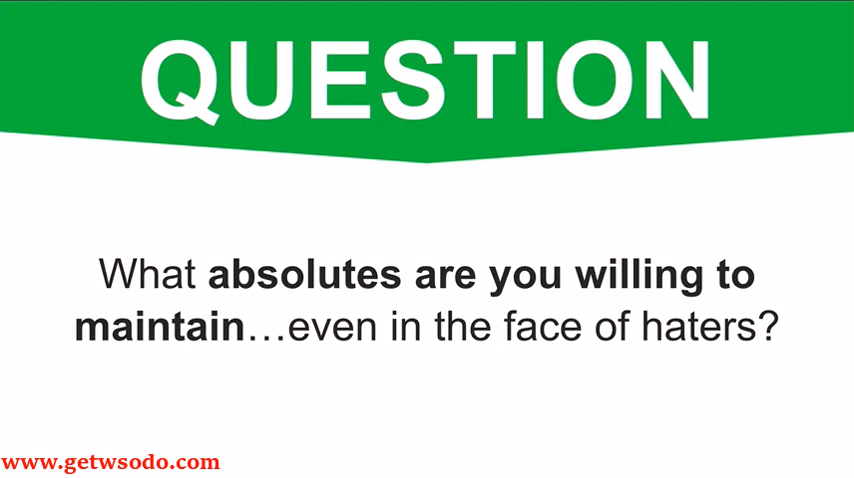 QUESTION
What absolutes are you willing to
maintain…even in the face of haters?
www.getwsodo.com